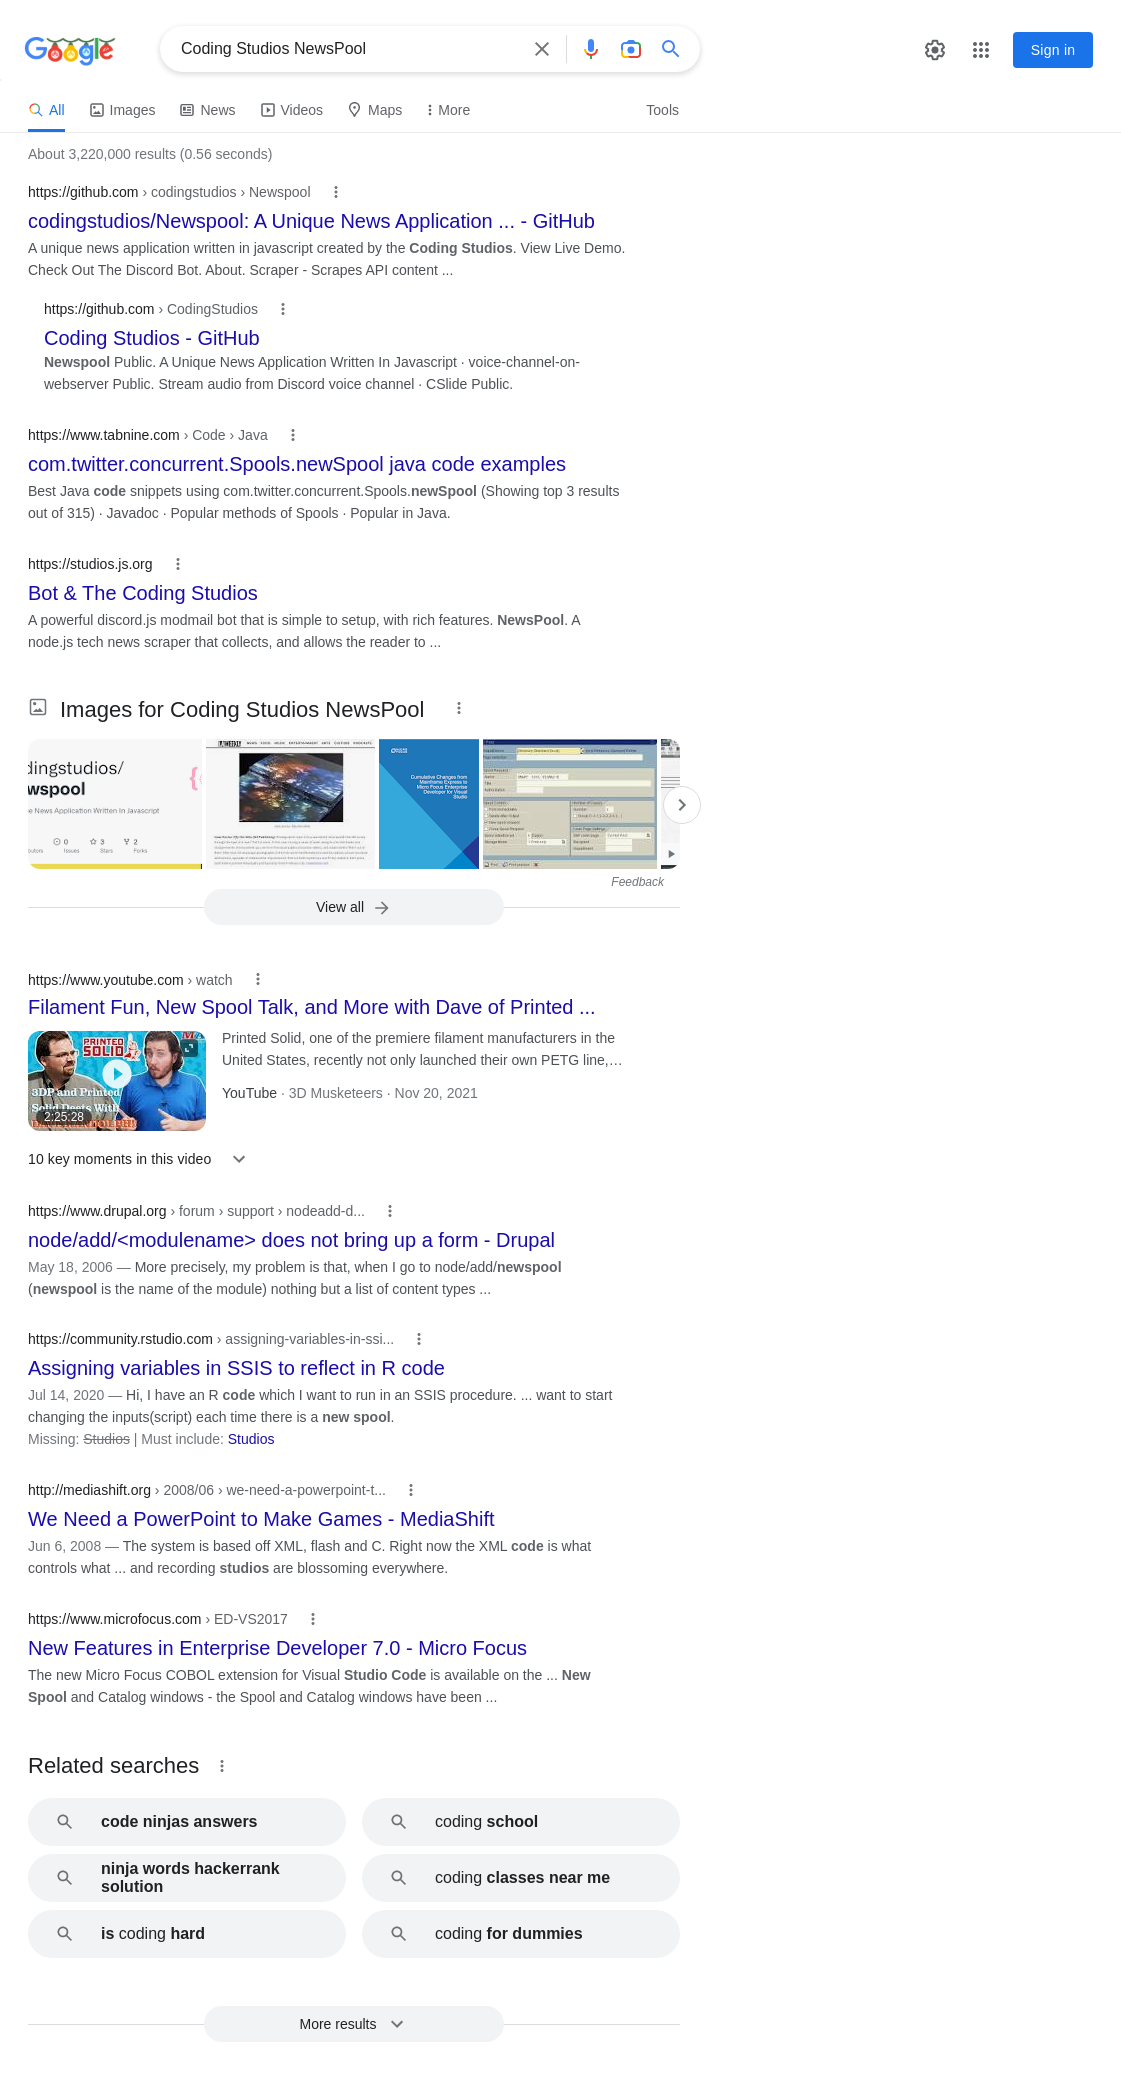 Google
Coding Studios NewsPool
Sign in
All
Images
News
Videos
Maps
More
Tools
About 3,220,000 results (0.56 seconds)
https://github.com › codingstudios › Newspool
codingstudios/Newspool: A Unique News Application ... - GitHub
A unique news application written in javascript created by the Coding Studios. View Live Demo.
Check Out The Discord Bot. About. Scraper - Scrapes API content ...
https://github.com › CodingStudios
Coding Studios - GitHub
Newspool Public. A Unique News Application Written In Javascript · voice-channel-on-
webserver Public. Stream audio from Discord voice channel · CSlide Public.
https://www.tabnine.com › Code › Java
com.twitter.concurrent.Spools.newSpool java code examples
Best Java code snippets using com.twitter.concurrent.Spools.newSpool (Showing top 3 results
out of 315) · Javadoc · Popular methods of Spools · Popular in Java.
https://studios.js.org
Bot & The Coding Studios
A powerful discord.js modmail bot that is simple to setup, with rich features. NewsPool. A
node.js tech news scraper that collects, and allows the reader to ...
Images for Coding Studios NewsPool
dingstudios/
wspool
e News Application Written In Javascript
0
3
2
Issues
Stars
Forks
Cumulative Changes from
Mainframe Express to
Micro Focus Enterprise
Developer for Visual
Studio
Feedback
View all
https://www.youtube.com › watch
Filament Fun, New Spool Talk, and More with Dave of Printed ...
PRINTED
SOLID
3DP and Printed
Solid Deets With
2:25:28
Printed Solid, one of the premiere filament manufacturers in the
United States, recently not only launched their own PETG line,…
YouTube · 3D Musketeers · Nov 20, 2021
10 key moments in this video
https://www.drupal.org › forum › support › nodeadd-d...
node/add/<modulename> does not bring up a form - Drupal
May 18, 2006 — More precisely, my problem is that, when I go to node/add/newspool
(newspool is the name of the module) nothing but a list of content types ...
https://community.rstudio.com › assigning-variables-in-ssi...
Assigning variables in SSIS to reflect in R code
Jul 14, 2020 — Hi, I have an R code which I want to run in an SSIS procedure. ... want to start
changing the inputs(script) each time there is a new spool.
Missing: Studios | Must include: Studios
http://mediashift.org › 2008/06 › we-need-a-powerpoint-t...
We Need a PowerPoint to Make Games - MediaShift
Jun 6, 2008 — The system is based off XML, flash and C. Right now the XML code is what
controls what ... and recording studios are blossoming everywhere.
https://www.microfocus.com › ED-VS2017
New Features in Enterprise Developer 7.0 - Micro Focus
The new Micro Focus COBOL extension for Visual Studio Code is available on the ... New
Spool and Catalog windows - the Spool and Catalog windows have been ...
Related searches
code ninjas answers
coding school
ninja words hackerrank
solution
coding classes near me
is coding hard
coding for dummies
More results